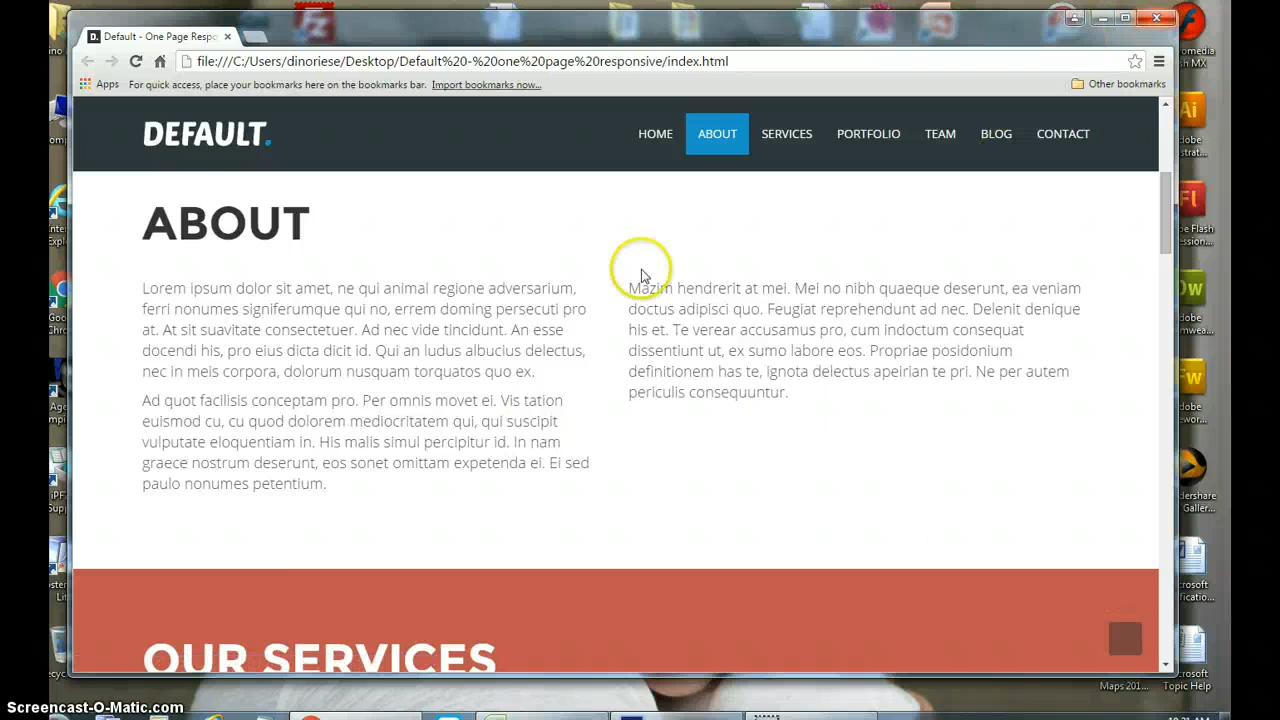 Default - One Page Respo
file:///C:/Users/dinoriese/Desktop/Default%20-%20one%20page%20responsive/index.html
Apps For quick access, place your bookmarks here on the bookmarks bar. Import bookmarks now... Other bookmarks
DEFAULT. HOME ABOUT SERVICES PORTFOLIO TEAM BLOG CONTACT
ABOUT
Lorem ipsum dolor sit amet, ne qui animal regione adversarium,
ferri nonumes signiferumque qui no, errem doming persecuti pro
at. At sit suavitate consectetuer. Ad nec vide tincidunt. An esse
docendi his, pro eius dicta dicit id. Qui an ludus albucius delectus,
nec in meis corpora, dolorum nusquam torquatos quo ex.
Ad quot facilisis conceptam pro. Per omnis movet ei. Vis tation
euismod cu, cu quod dolorem mediocritatem qui, qui suscipit
vulputate eloquentiam in. His malis simul percipitur id. In nam
graece nostrum deserunt, eos sonet omittam expetenda ei. Ei sed
paulo nonumes petentium.
Mazim hendrerit at mei. Mei no nibh quaeque deserunt, ea veniam
doctus adipisci quo. Feugiat reprehendunt ad nec. Delenit denique
his et. Te verear accusamus pro, cum indoctum consequat
dissentiunt ut, ex sumo labore eos. Propriae posidonium
definitionem has te, ignota delectus apeirian te pri. Ne per autem
periculis consequuntur.
OUR SERVICES
Maps 201...
Topic Help
Screencast-O-Matic.com